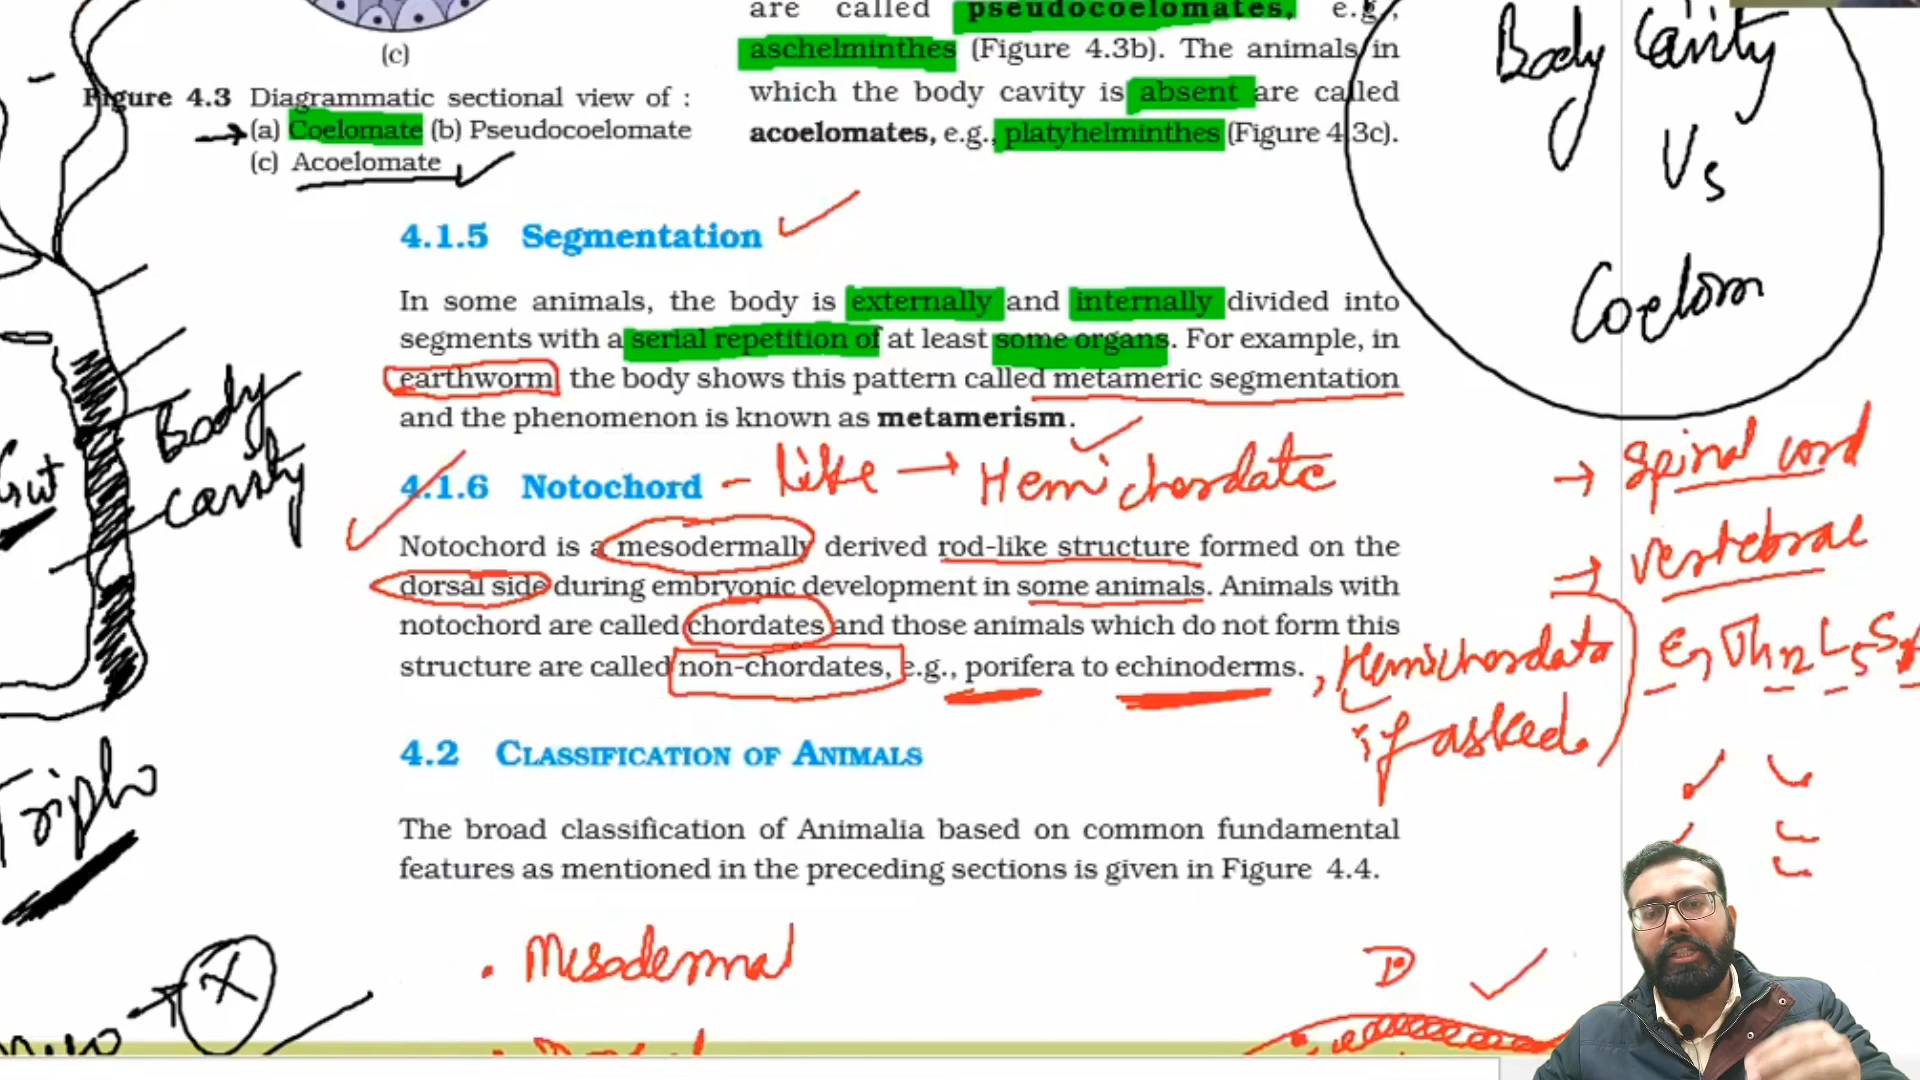 are called pseudocoelomates, e.g.,
aschelminthes (Figure 4.3b). The animals in
which the body cavity is absent are called
acoelomates, e.g., platyhelminthes (Figure 4.3c).
(c)
Figure 4.3 Diagrammatic sectional view of :
(a) Coelomate (b) Pseudocoelomate
(c) Acoelomate
Body Cavity
Vs
Coelom
4.1.5 Segmentation
In some animals, the body is externally and internally divided into
segments with a serial repetition of at least some organs. For example, in
earthworm, the body shows this pattern called metameric segmentation
and the phenomenon is known as metamerism.
Body
cavity
Gut
4.1.6 Notochord - like → Hemichordate
Notochord is a mesodermally derived rod-like structure formed on the
dorsal side during embryonic development in some animals. Animals with
notochord are called chordates and those animals which do not form this
structure are called non-chordates, e.g., porifera to echinoderms. , Hemichordata
if asked.
→ Spinal cord
→ vertebrae
Triplo
4.2 CLASSIFICATION OF ANIMALS
The broad classification of Animalia based on common fundamental
features as mentioned in the preceding sections is given in Figure 4.4.
. Mesodermal
D
X